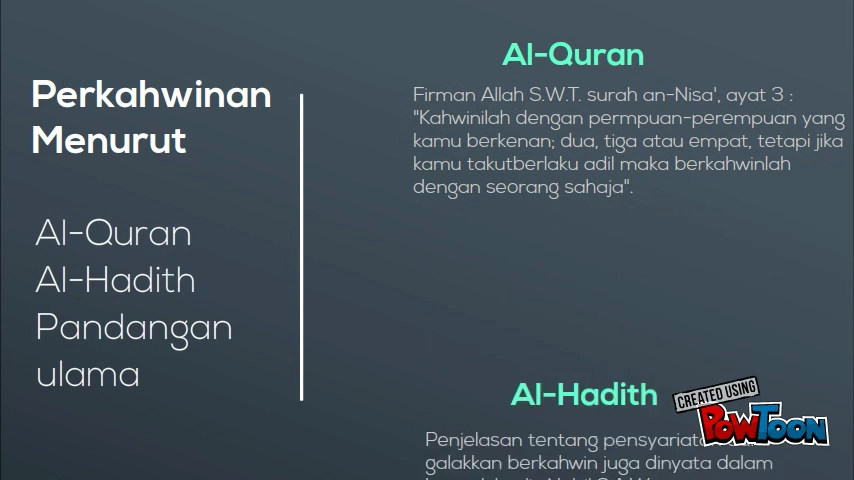 Perkahwinan
Menurut
Al-Quran
Al-Hadith
Pandangan
ulama
Al-Quran
Firman Allah S.W.T. surah an-Nisa', ayat 3 :
"Kahwinilah dengan permpuan-perempuan yang
kamu berkenan; dua, tiga atau empat, tetapi jika
kamu takutberlaku adil maka berkahwinlah
dengan seorang sahaja".
Al-Hadith
CREATED USING
POWTOON
Penjelasan tentang
galakkan berkahwin juga dinyata dalam